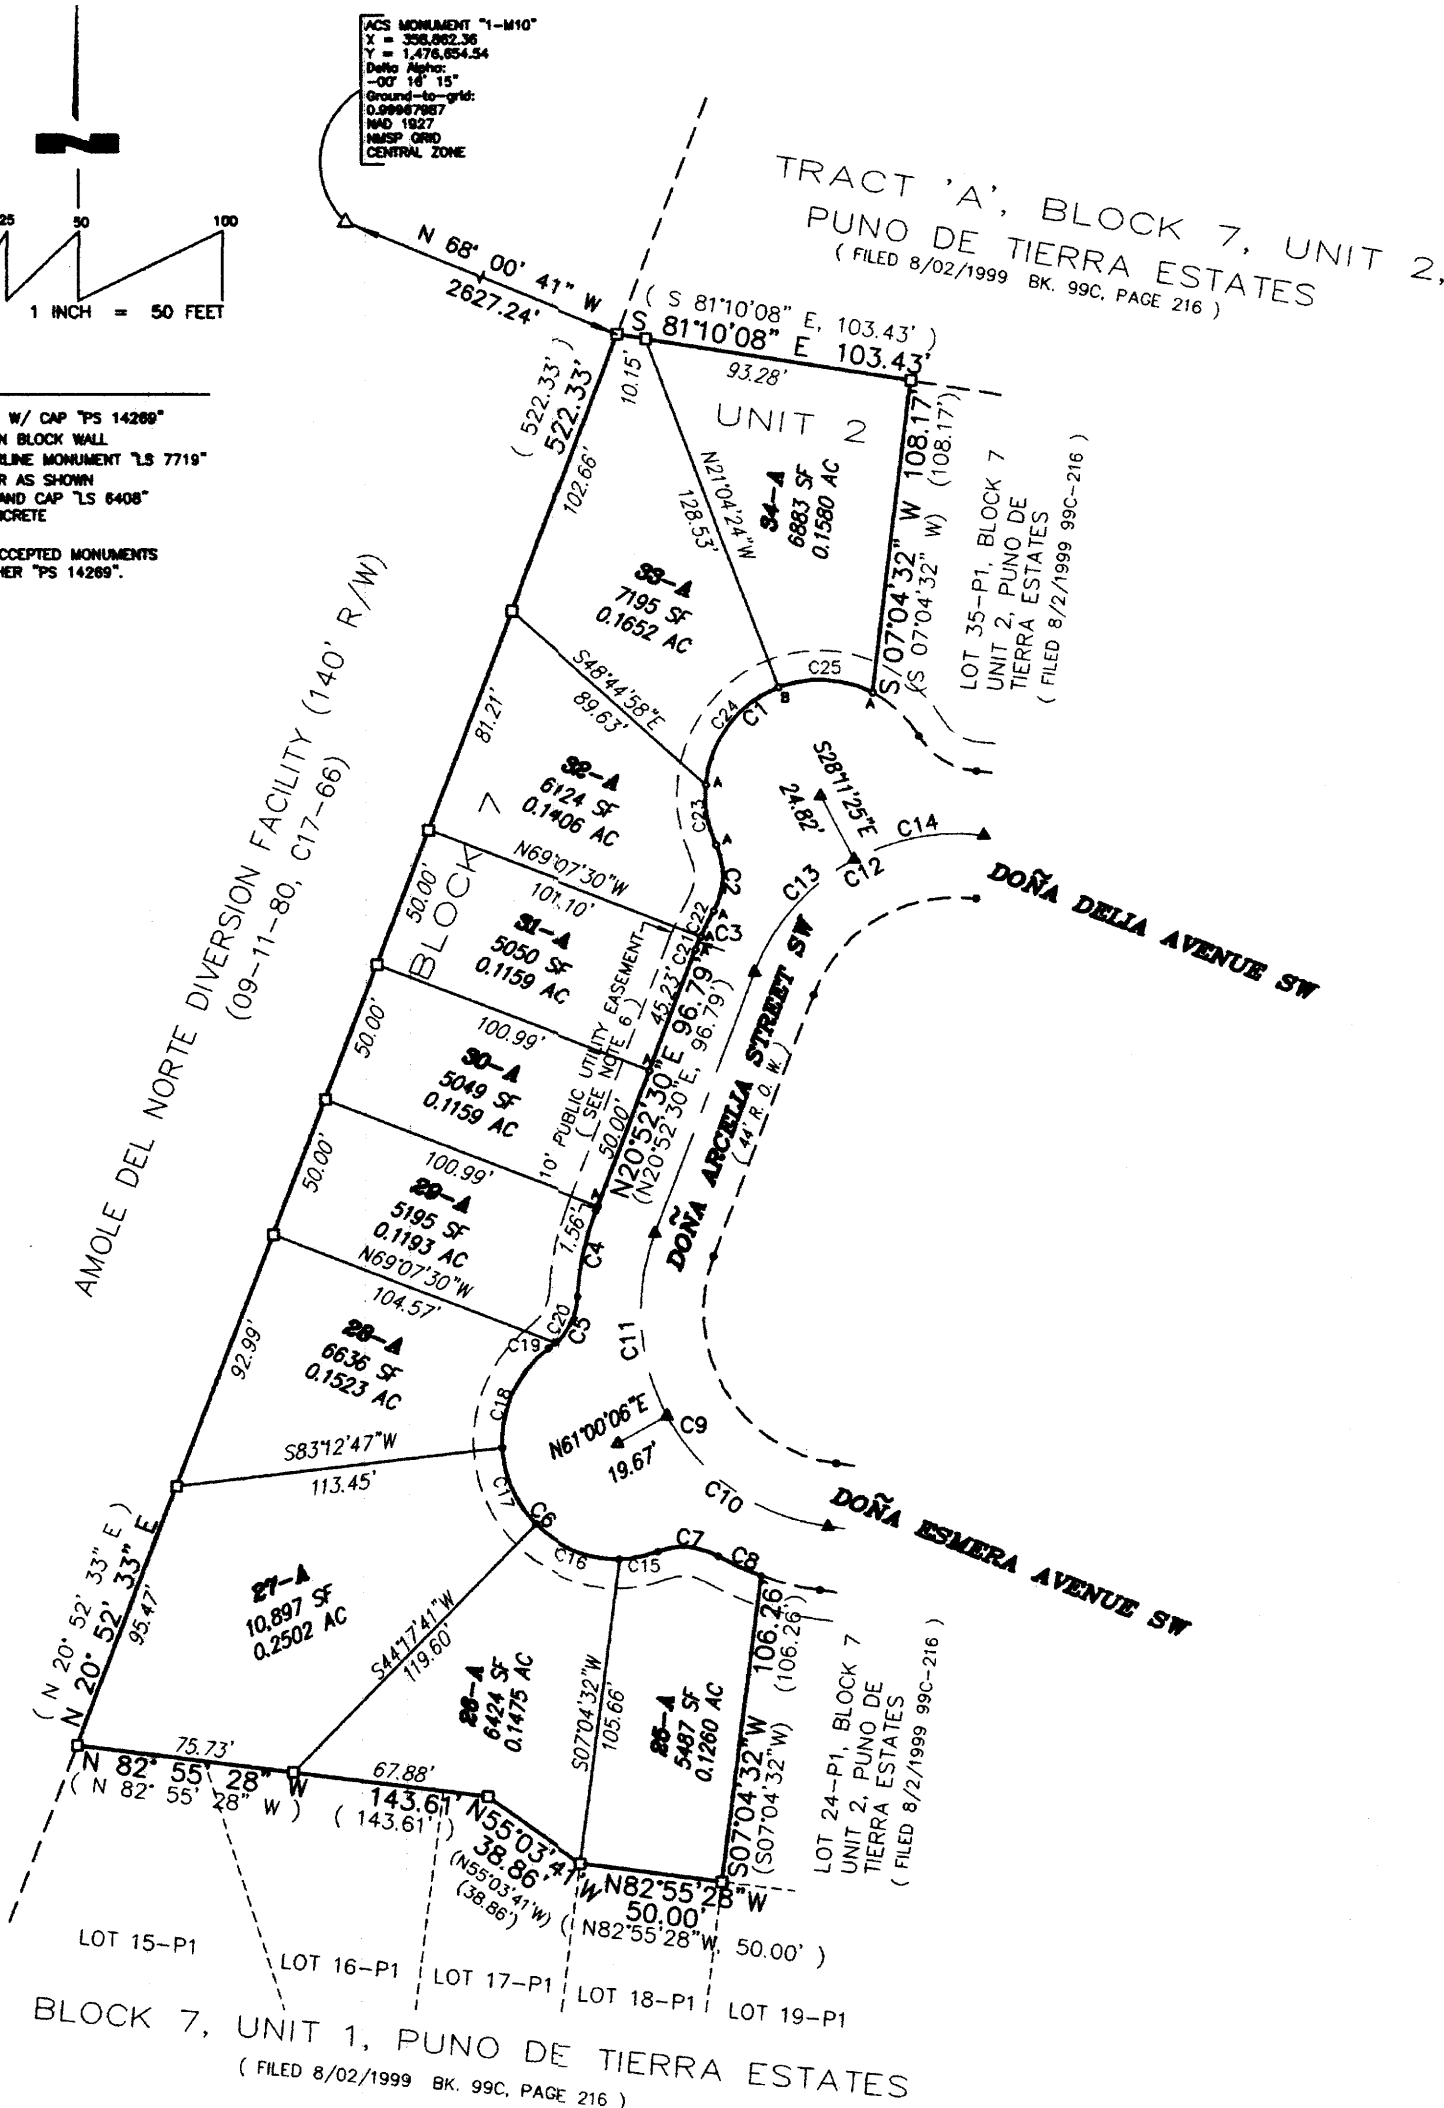 ACS MONUMENT "1-M10"
X = 358,862.36
Y = 1,476,654.54
Delta Alpha:
-00° 16' 15"
Ground-to-grid:
0.99967987
NAD 1927
NMSP GRID
CENTRAL ZONE
25 50 100
1 INCH = 50 FEET
W/ CAP "PS 14269"
N BLOCK WALL
RLINE MONUMENT "LS 7719"
R AS SHOWN
AND CAP "LS 6408"
NCRETE
CCEPTED MONUMENTS
HER "PS 14269".
TRACT 'A', BLOCK 7, UNIT 2,
PUNO DE TIERRA ESTATES
( FILED 8/02/1999 BK. 99C, PAGE 216 )
N 68° 00' 41" W
2627.24'
( S 81°10'08" E, 103.43' )
S 81°10'08" E 103.43'
10.15'
93.28'
UNIT 2
( 522.33' )
522.33'
102.66'
N21°04'24"W
128.53'
34-A
6883 SF
0.1580 AC
S/07°04'32" W 108.17'
(S 07°04'32" W) (108.17')
LOT 35-P1, BLOCK 7
UNIT 2, PUNO DE
TIERRA ESTATES
( FILED 8/2/1999 99C-216 )
33-A
7195 SF
0.1652 AC
S48°44'58"E
89.63'
C25
A
B
C24
C1
81.21'
AMOLE DEL NORTE DIVERSION FACILITY (140' R/W)
(09-11-80, C17-66)
32-A
6124 SF
0.1406 AC
A
C23
A
C2
S28°11'25"E
24.82'
C14
C12
C13
DOÑA DELIA AVENUE SW
BLOCK 7
N69°07'30"W
101.10'
50.00'
C22
A
C3
C21
31-A
5050 SF
0.1159 AC
45.23'
10' PUBLIC UTILITY EASEMENT
( SEE NOTE 6 )
N20°52'30"E 96.79'
(N20°52'30"E, 96.79')
DOÑA ARCELIA STREET SW
( 44' R. O. W. )
100.99'
50.00'
30-A
5049 SF
0.1159 AC
50.00'
100.99'
50.00'
29-A
5195 SF
0.1193 AC
1.56'
C4
N69°07'30"W
104.57'
C20
C5
C19
C11
28-A
6636 SF
0.1523 AC
92.99'
C18
N61°00'06"E
19.67'
C9
C10
S83°12'47"W
113.45'
C17
C6
C16
C15
C7
C8
DOÑA ESMERA AVENUE SW
( N 20° 52' 33" E )
N 20° 52' 33" E
95.47'
27-A
10,897 SF
0.2502 AC
S44°17'41"W
119.60'
26-A
6424 SF
0.1475 AC
S07°04'32"W
105.66'
25-A
5487 SF
0.1260 AC
S07°04'32"W 106.26'
(S07°04'32"W) (106.26')
LOT 24-P1, BLOCK 7
UNIT 2, PUNO DE
TIERRA ESTATES
( FILED 8/2/1999 99C-216 )
75.73'
67.88'
N 82° 55' 28" W
143.61'
( N 82° 55' 28" W )
( 143.61' )
N55°03'41"W
38.86'
(N55°03'41"W)
(38.86')
N82°55'28"W
50.00'
( N82°55'28"W, 50.00' )
LOT 15-P1
LOT 16-P1
LOT 17-P1
LOT 18-P1
LOT 19-P1
BLOCK 7, UNIT 1, PUNO DE TIERRA ESTATES
( FILED 8/02/1999 BK. 99C, PAGE 216 )